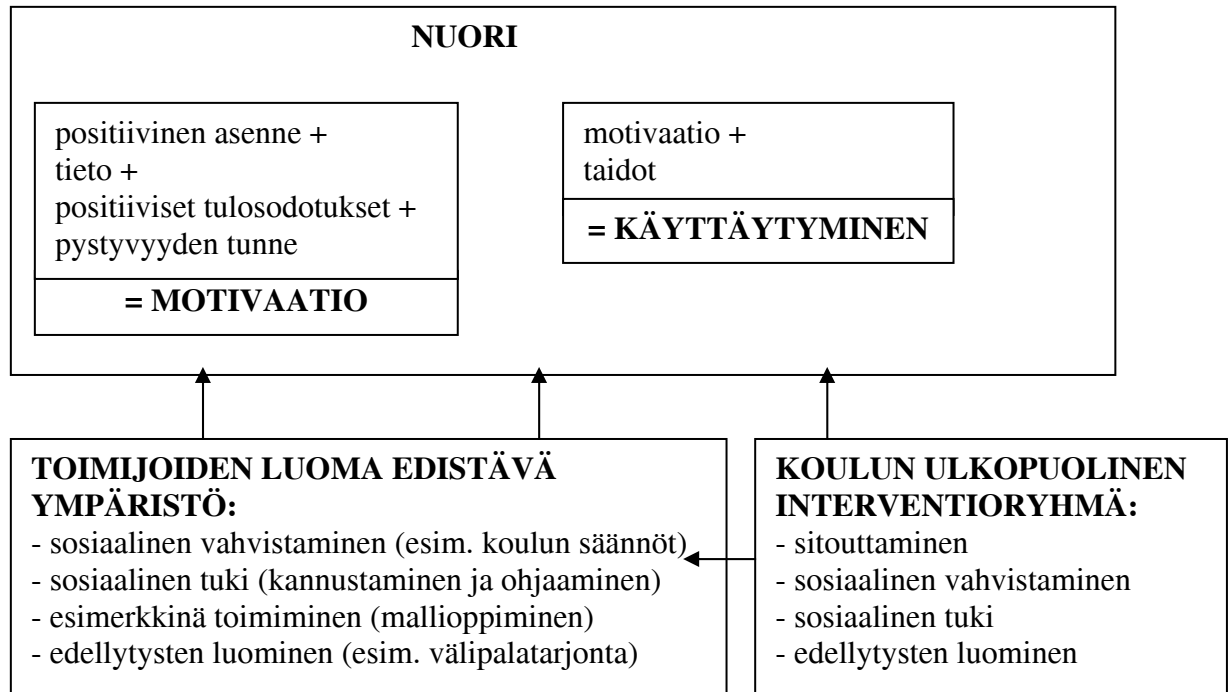 NUORI
positiivinen asenne +
tieto +
positiiviset tulosodotukset +
pystyvyyden tunne
= MOTIVAATIO
motivaatio +
taidot
= KÄYTTÄYTYMINEN
TOIMIJOIDEN LUOMA EDISTÄVÄ
YMPÄRISTÖ:
- sosiaalinen vahvistaminen (esim. koulun säännöt)
- sosiaalinen tuki (kannustaminen ja ohjaaminen)
- esimerkkinä toimiminen (mallioppiminen)
- edellytysten luominen (esim. välipalatarjonta)
KOULUN ULKOPUOLINEN
INTERVENTIORYHMÄ:
- sitouttaminen
- sosiaalinen vahvistaminen
- sosiaalinen tuki
- edellytysten luominen